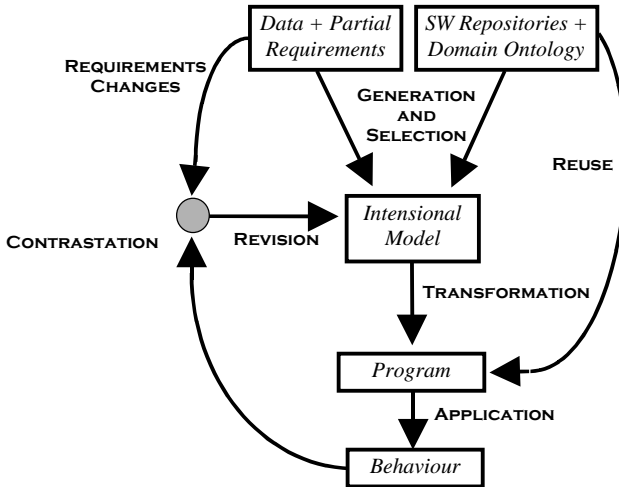 Data + Partial
Requirements
SW Repositories +
Domain Ontology
REQUIREMENTS
CHANGES
GENERATION
AND
SELECTION
REUSE
Intensional
Model
CONTRASTATION
REVISION
TRANSFORMATION
Program
APPLICATION
Behaviour